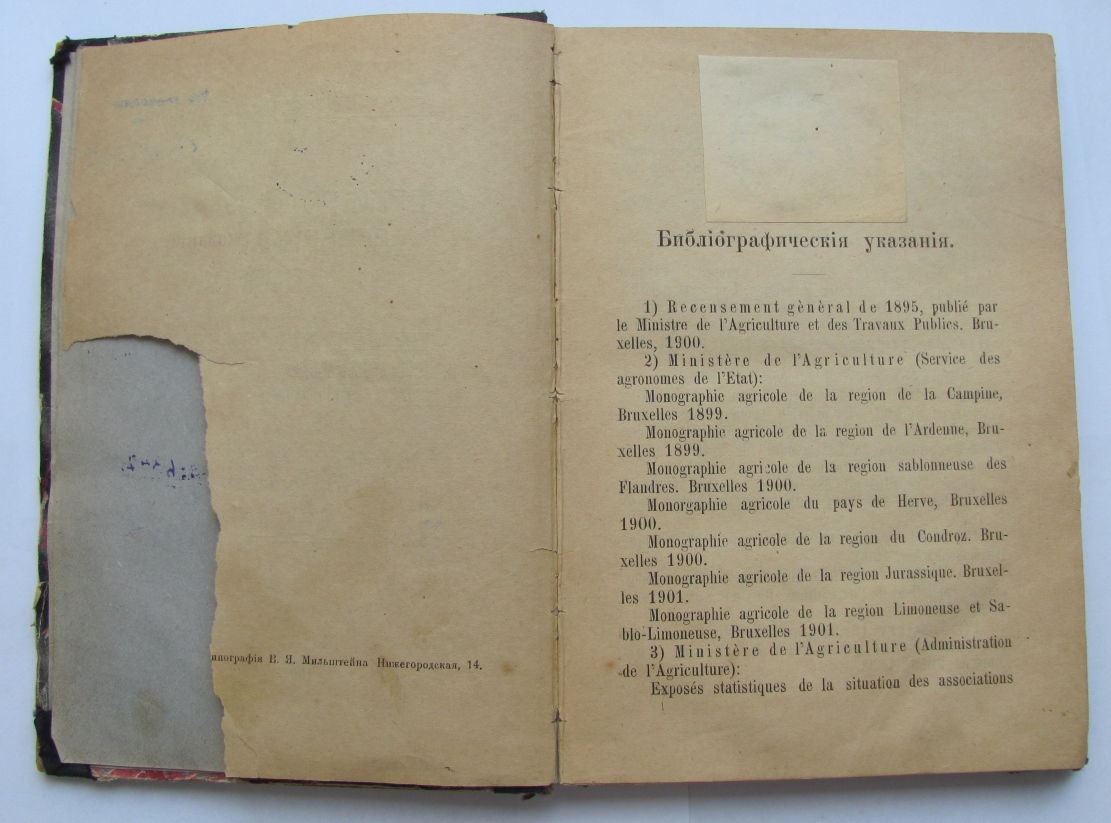 типографія В. Я. Мильштейна Нижегородская, 14.
Библіографическія указанія.
1) Recensement gènèral de 1895, publié par
le Ministre de l'Agriculture et des Travaux Publics. Bru-
xelles, 1900.
2) Ministère de l'Agriculture (Service des
agronomes de l'Etat):
Monographie agricole de la region de la Campine,
Bruxelles 1899.
Monographie agricole de la region de l'Ardenne, Bru-
xelles 1899.
Monographie agricole de la region sablonneuse des
Flandres. Bruxelles 1900.
Monorgaphie agricole du pays de Herve, Bruxelles
1900.
Monographie agricole de la region du Condroz. Bru-
xelles 1900.
Monographie agricole de la region Jurassique. Bruxel-
les 1901.
Monographie agricole de la region Limoneuse et Sa-
blo-Limoneuse, Bruxelles 1901.
3) Ministère de l'Agriculture (Administration
de l'Agriculture):
Exposés statistiques de la situation des associations